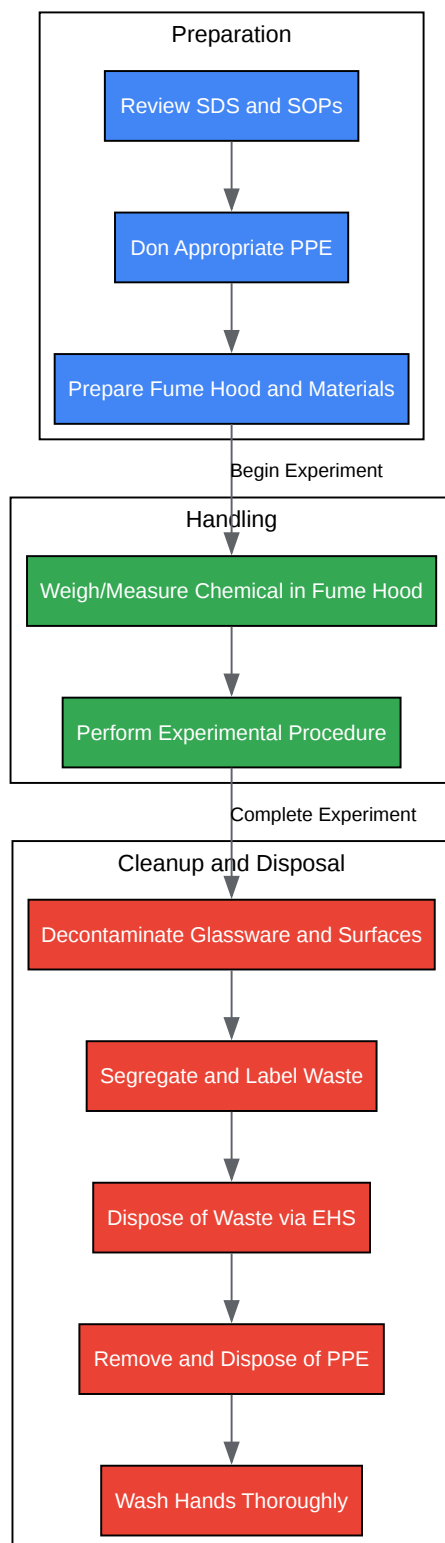 Preparation
Review SDS and SOPs
Don Appropriate PPE
Prepare Fume Hood and Materials
Begin Experiment
Handling
Weigh/Measure Chemical in Fume Hood
Perform Experimental Procedure
Complete Experiment
Cleanup and Disposal
Decontaminate Glassware and Surfaces
Segregate and Label Waste
Dispose of Waste via EHS
Remove and Dispose of PPE
Wash Hands Thoroughly